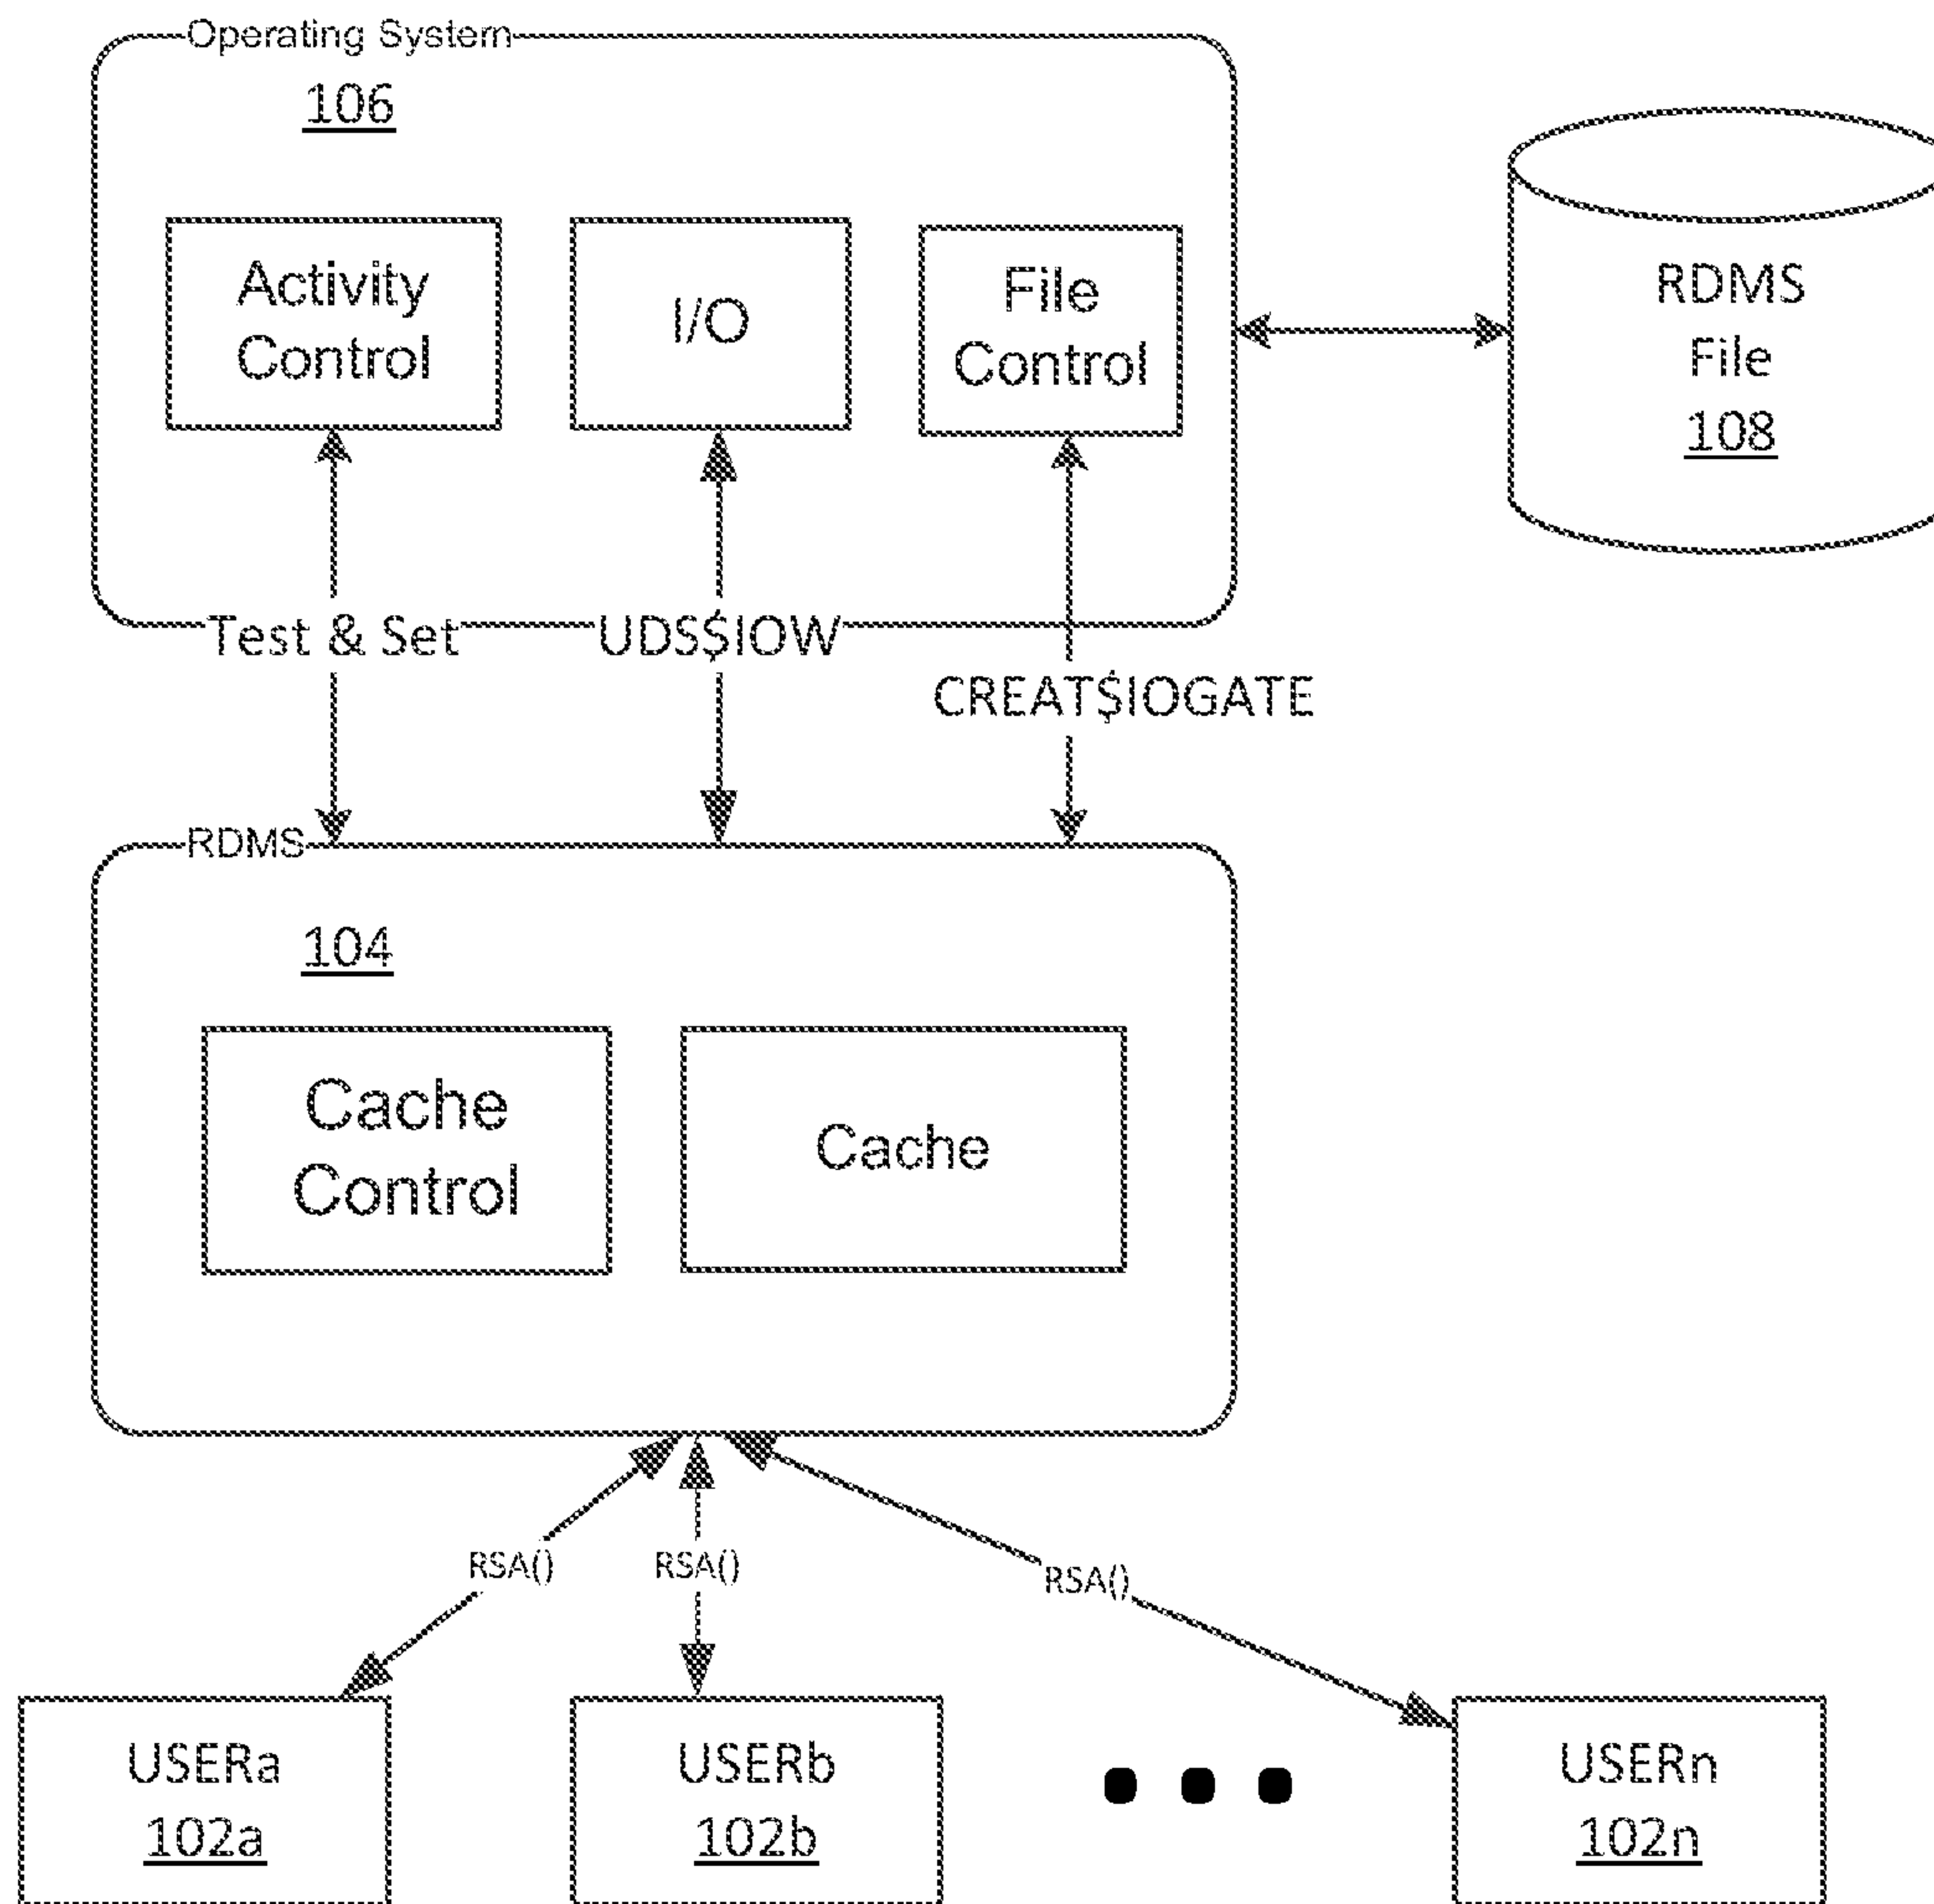 Operating System
106
Activity
Control
I/O
File
Control
RDMS
File
108
Test & Set
UDS$IOW
CREAT$IOGATE
RDMS
104
Cache
Control
Cache
RSA()
RSA()
RSA()
USERa
102a
USERb
102b
USERn
102n